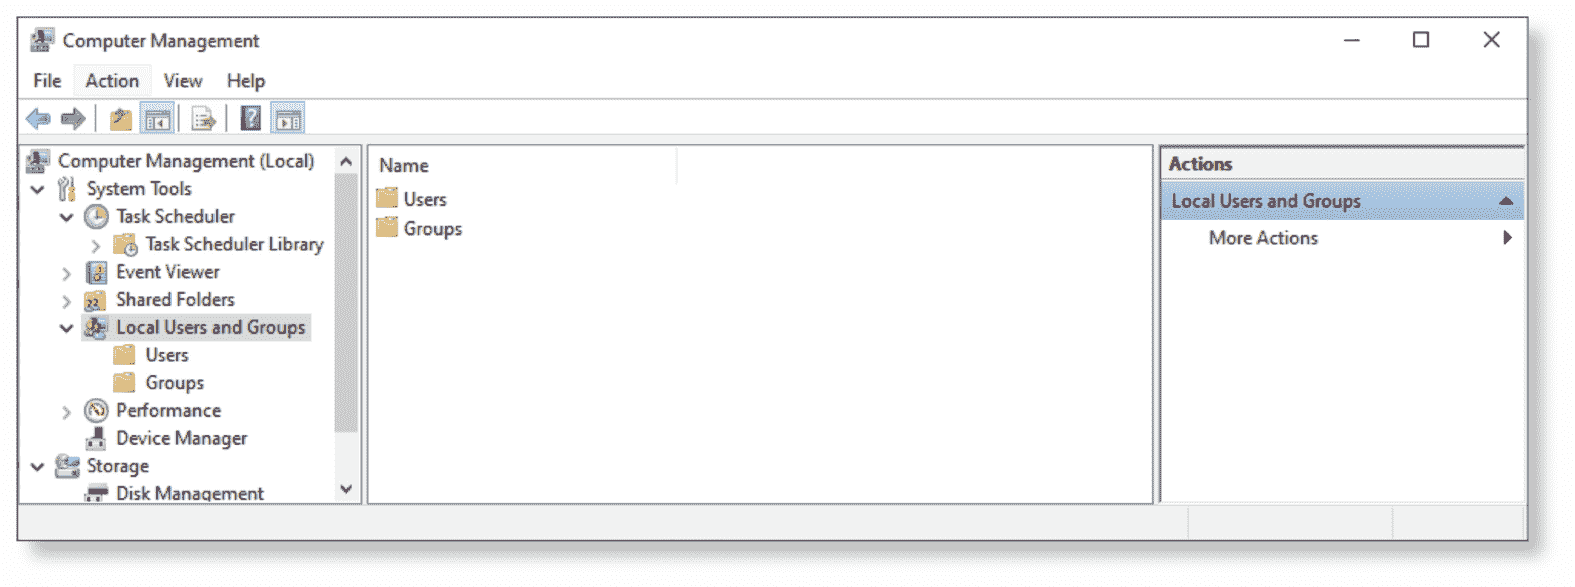 Computer Management
File Action View Help
Computer Management (Local)
System Tools
Task Scheduler
Task Scheduler Library
Event Viewer
Shared Folders
Local Users and Groups
Users
Groups
Performance
Device Manager
Storage
Disk Management
Name
Users
Groups
Actions
Local Users and Groups
More Actions